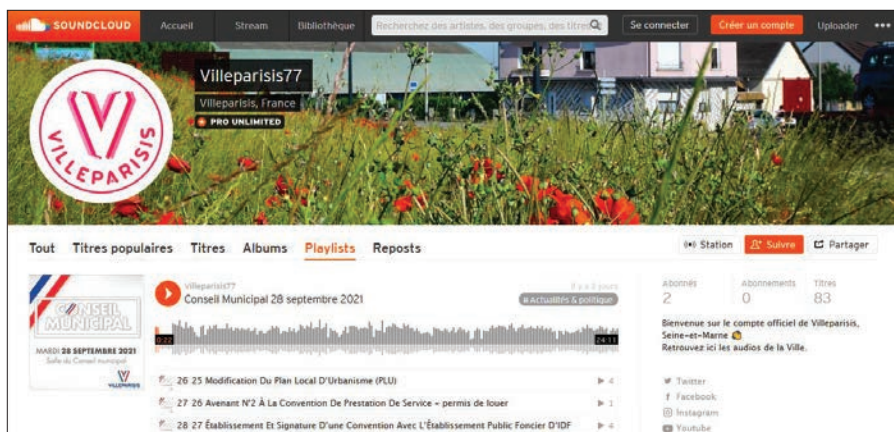 SOUNDCLOUD Accueil Stream Bibliothèque Recherchez des artistes, des groupes, des titres Se connecter Créer un compte Uploader •••
VILLEPARISIS
Villeparisis77
Villeparisis, France
PRO UNLIMITED
Tout Titres populaires Titres Albums Playlists Reposts Station Suivre Partager
CONSEIL
MUNICIPAL
MARDI 28 SEPTEMBRE 2021
Salle du Conseil municipal
VILLEPARISIS
Villeparisis77
Conseil Municipal 28 septembre 2021
# Actualités & politique
0:22 24:11
26 25 Modification Du Plan Local D'Urbanisme (PLU) 4
27 26 Avenant N°2 À La Convention De Prestation De Service - permis de louer 1
28 27 Établissement Et Signature D'une Convention Avec L'Établissement Public Foncier D'IDF 4
Abonnés Abonnements Titres
2 0 83
Bienvenue sur le compte officiel de Villeparisis,
Seine-et-Marne
Retrouvez ici les audios de la Ville.
Twitter
Facebook
Instagram
Youtube